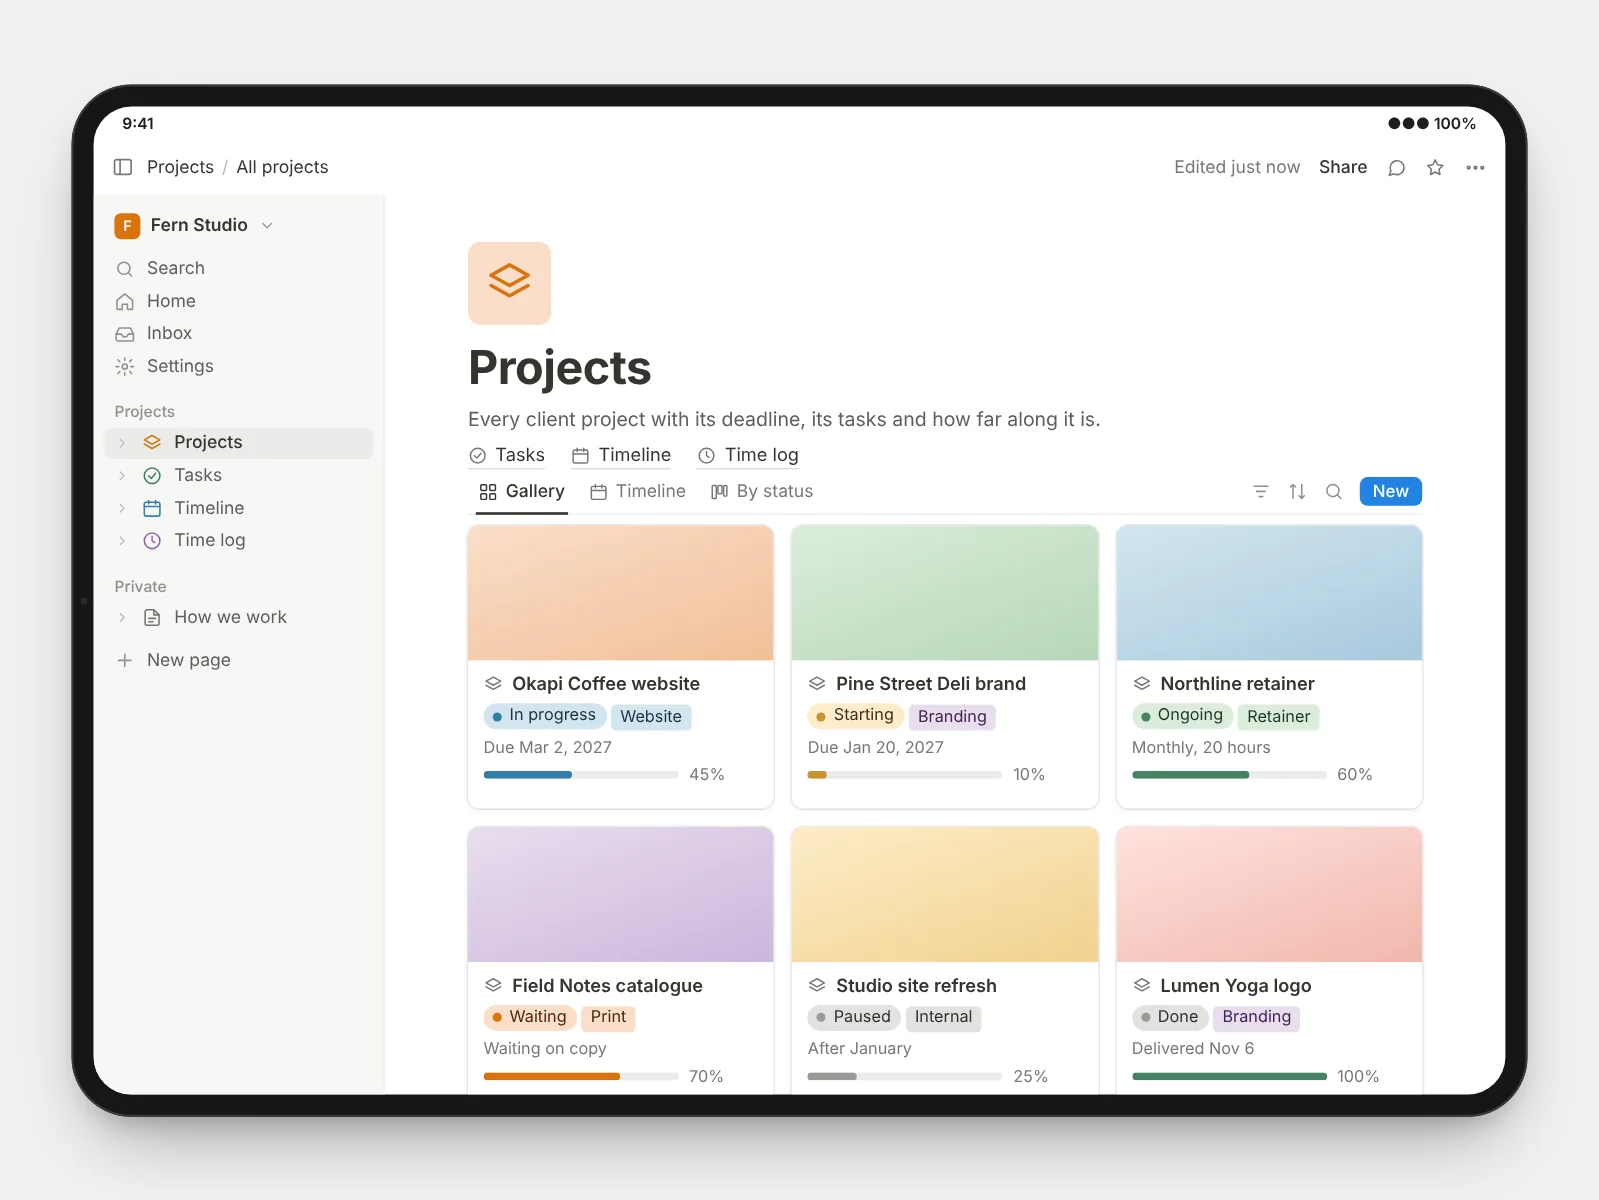 9:41
100%
Projects / All projects
Edited just now Share
F Fern Studio
Search
Home
Inbox
Settings
Projects
Projects
Tasks
Timeline
Time log
Private
How we work
New page
Projects
Every client project with its deadline, its tasks and how far along it is.
Tasks Timeline Time log
Gallery Timeline By status New
Okapi Coffee website
In progress Website
Due Mar 2, 2027
45%
Pine Street Deli brand
Starting Branding
Due Jan 20, 2027
10%
Northline retainer
Ongoing Retainer
Monthly, 20 hours
60%
Field Notes catalogue
Waiting Print
Waiting on copy
70%
Studio site refresh
Paused Internal
After January
25%
Lumen Yoga logo
Done Branding
Delivered Nov 6
100%